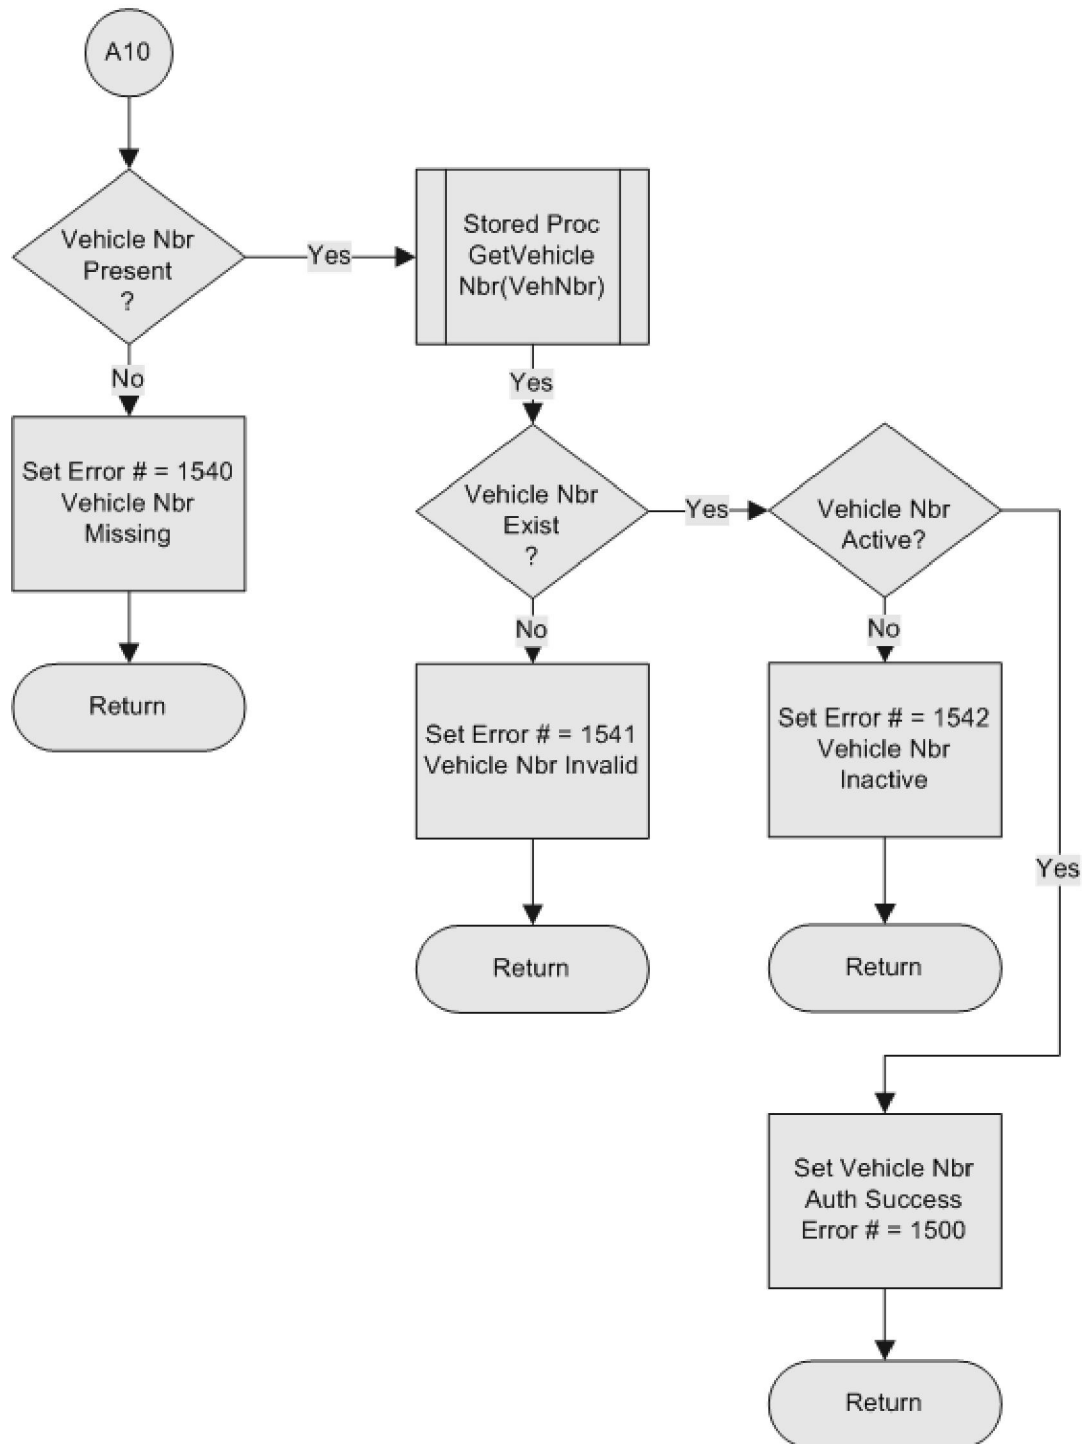 A10
Vehicle Nbr
Present
?
Yes
Stored Proc
GetVehicle
Nbr(VehNbr)
No
Set Error # = 1540
Vehicle Nbr
Missing
Return
Yes
Vehicle Nbr
Exist
?
Yes
Vehicle Nbr
Active?
No
Set Error # = 1541
Vehicle Nbr Invalid
Return
No
Set Error # = 1542
Vehicle Nbr
Inactive
Return
Yes
Set Vehicle Nbr
Auth Success
Error # = 1500
Return